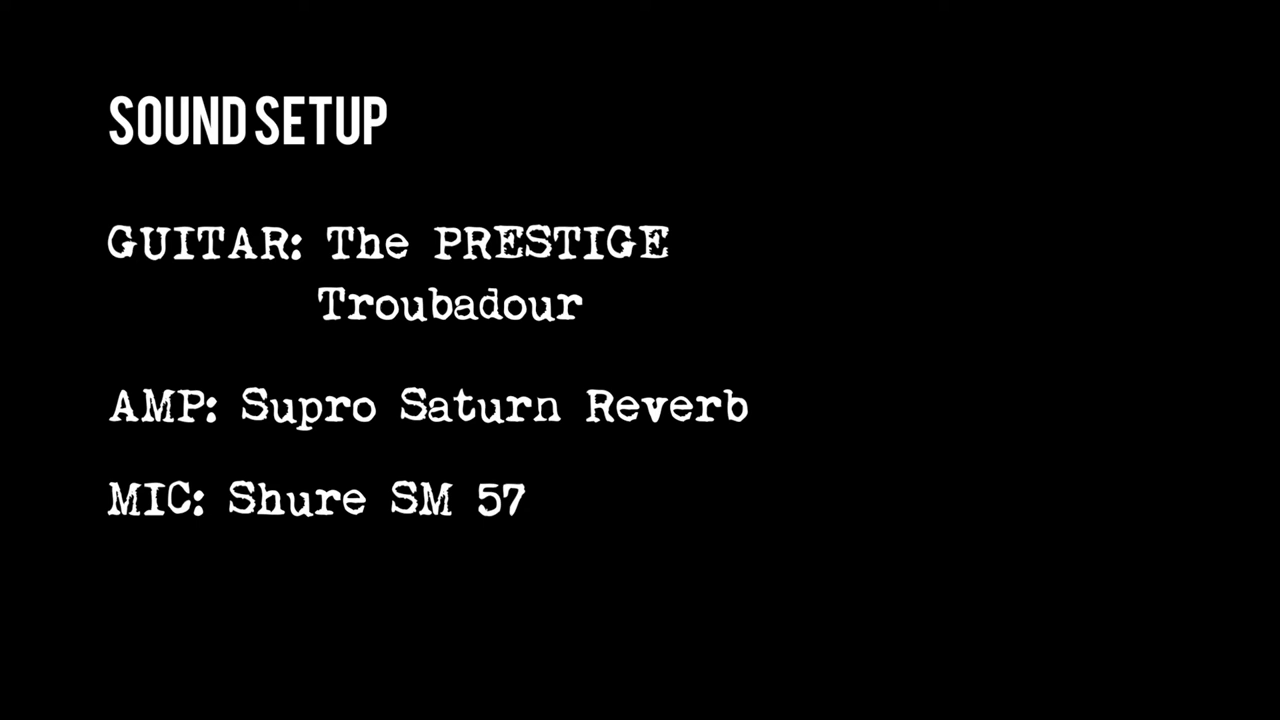 SOUND SETUP
GUITAR: The PRESTIGE
Troubadour
AMP: Supro Saturn Reverb
MIC: Shure SM 57